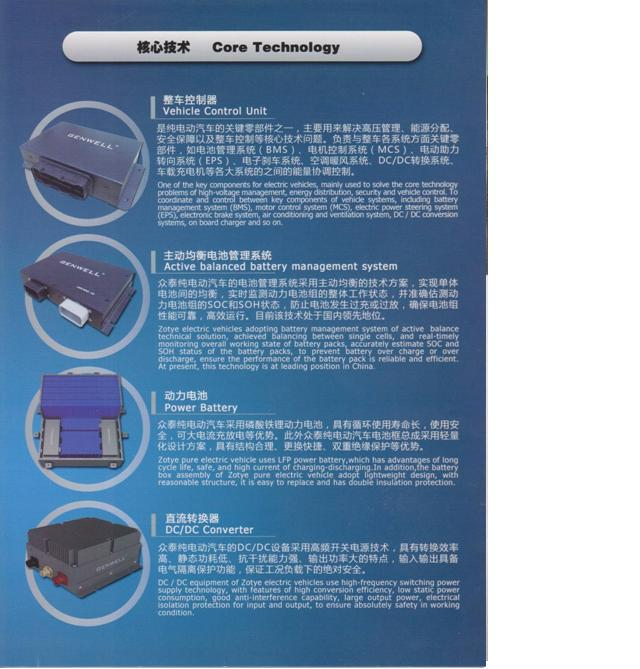 核心技术 Core Technology
GENWELL
整车控制器
Vehicle Control Unit
是纯电动汽车的关键零部件之一，主要用来解决高压管理、能源分配、
安全保障以及整车控制等核心技术问题。负责与整车各系统方面关键零
部件，如电池管理系统（BMS）、电机控制系统（MCS）、电动助力
转向系统（EPS）、电子刹车系统、空调暖风系统、DC/DC转换系统、
车载充电机等各大系统的之间的能量协调控制。
One of the key components for electric vehicles, mainly used to solve the core technology
problems of high-voltage management, energy distribution, security and vehicle control. To
coordinate and control between key components of vehicle systems, including battery
management system (BMS), motor control system (MCS), electric power steering system
(EPS), electronic brake system, air conditioning and ventilation system, DC / DC conversion
systems, on board charger and so on.
GENWELL
主动均衡电池管理系统
Active balanced battery management system
众泰纯电动汽车的电池管理系统采用主动均衡的技术方案，实现单体
电池间的均衡，实时监测动力电池组的整体工作状态，并准确估测动
力电池组的SOC和SOH状态，防止电池发生过充或过放，确保电池组
性能可靠，高效运行。目前该技术处于国内领先地位。
Zotye electric vehicles adopting battery management system of active balance
technical solution, achieved balancing between single cells, and real-timely
monitoring overall working state of battery packs, accurately estimate SOC and
SOH status of the battery packs, to prevent battery over charge or over
discharge, ensure the performance of the battery pack is reliable and efficient.
At present, this technology is at leading position in China.
动力电池
Power Battery
众泰纯电动汽车采用磷酸铁锂动力电池，具有循环使用寿命长，使用安
全，可大电流充放电等优势。此外众泰纯电动汽车电池框总成采用轻量
化设计方案，具有结构合理、更换快捷、双重绝缘保护等优势。
Zotye pure electric vehicle uses LFP power battery,which has advantages of long
cycle life, safe, and high current of charging-discharging.In addition,the battery
box assembly of Zotye pure electric vehicle adopt lightweight design, with
reasonable structure, it is easy to replace and has double insulation protection.
GENWELL
直流转换器
DC/DC Converter
众泰纯电动汽车的DC/DC设备采用高频开关电源技术，具有转换效率
高、静态功耗低、抗干扰能力强、输出功率大的特点，输入输出具备
电气隔离保护功能，保证工况负载下的绝对安全。
DC / DC equipment of Zotye electric vehicles use high-frequency switching power
supply technology, with features of high conversion efficiency, low static power
consumption, good anti-interference capability, large output power, electrical
isolation protection for input and output, to ensure absolutely safety in working
condition.